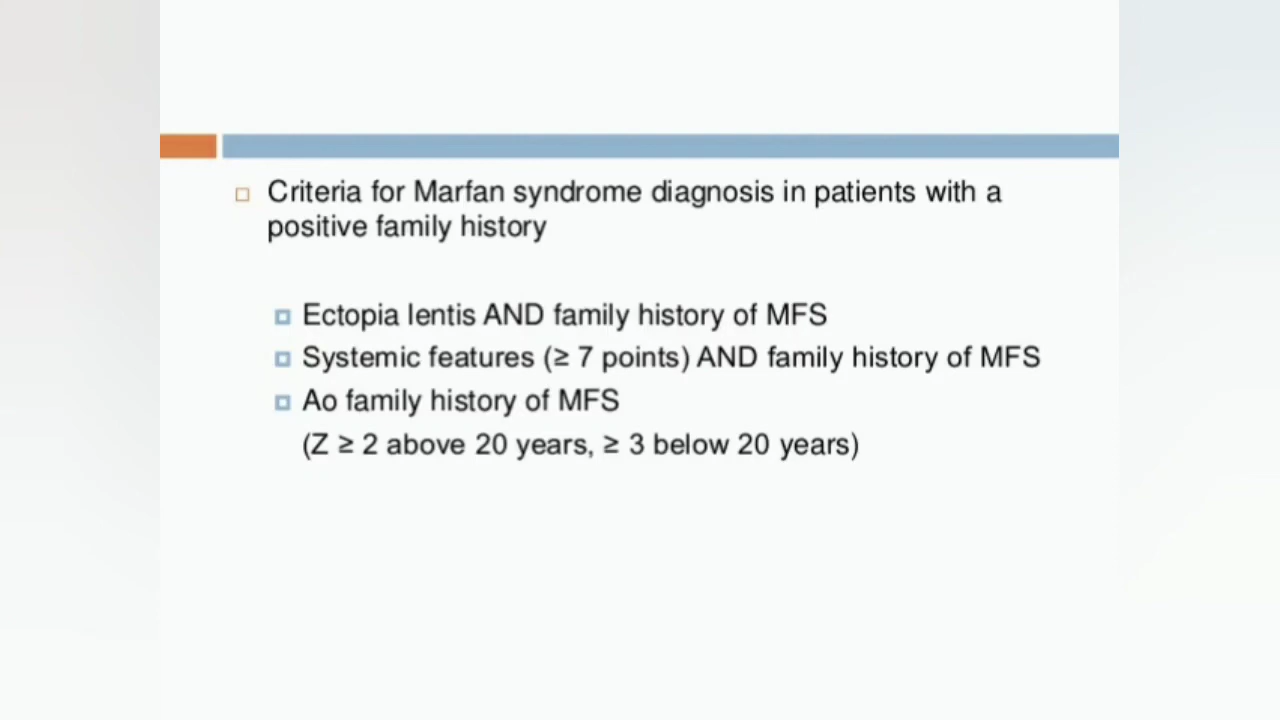 Criteria for Marfan syndrome diagnosis in patients with a
positive family history
Ectopia lentis AND family history of MFS
Systemic features (≥ 7 points) AND family history of MFS
Ao family history of MFS
(Z ≥ 2 above 20 years, ≥ 3 below 20 years)